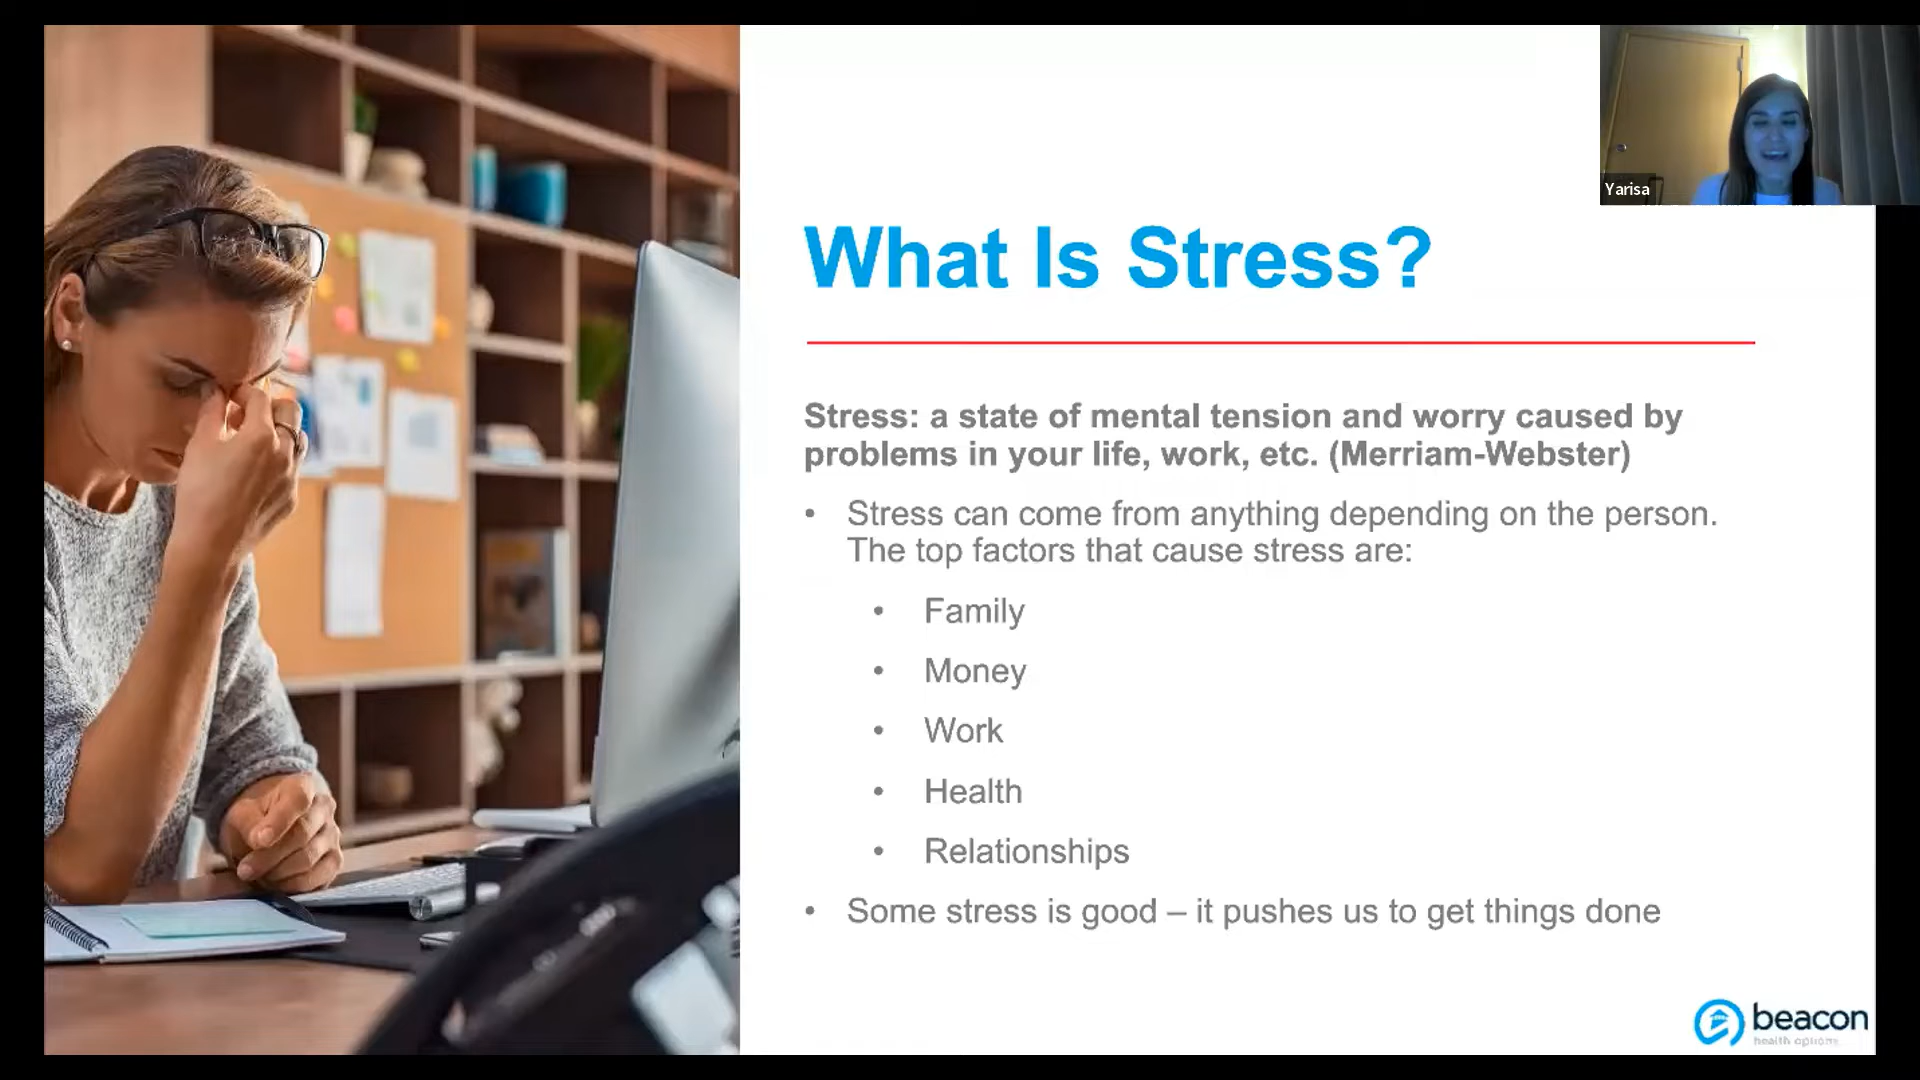 Yarisa
What Is Stress?
Stress: a state of mental tension and worry caused by
problems in your life, work, etc. (Merriam-Webster)
• Stress can come from anything depending on the person.
The top factors that cause stress are:
• Family
• Money
• Work
• Health
• Relationships
• Some stress is good – it pushes us to get things done
beacon
health options